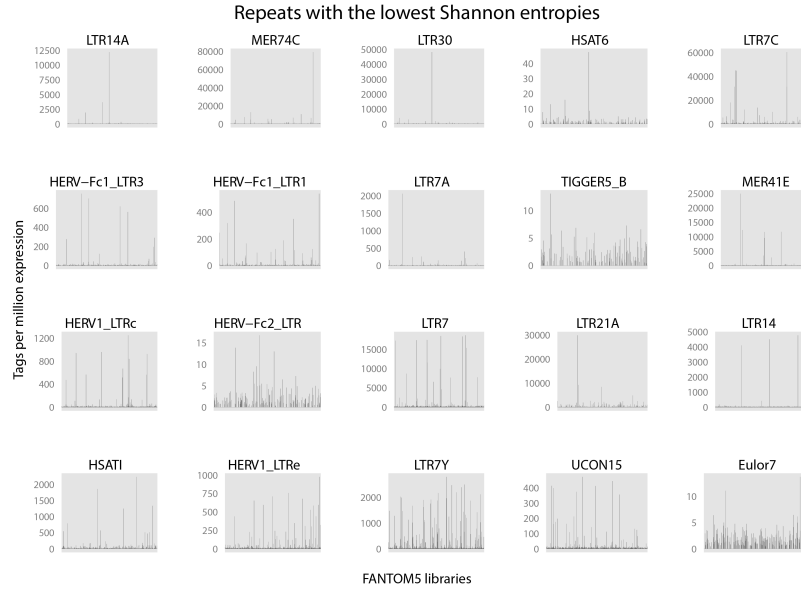 Repeats with the lowest Shannon entropies
LTR14A MER74C LTR30 HSAT6 LTR7C
12500 10000 7500 5000 2500 0
80000 60000 40000 20000 0
50000 40000 30000 20000 10000 0
40 30 20 10 0
60000 40000 20000 0
HERV−Fc1_LTR3 HERV−Fc1_LTR1 LTR7A TIGGER5_B MER41E
600 400 200 0
400 200 0
2000 1500 1000 500 0
10 5 0
25000 20000 15000 10000 5000 0
Tags per million expression
HERV1_LTRc HERV−Fc2_LTR LTR7 LTR21A LTR14
1200 800 400 0
15 10 5 0
15000 10000 5000 0
30000 20000 10000 0
5000 4000 3000 2000 1000 0
HSATI HERV1_LTRe LTR7Y UCON15 Eulor7
2000 1500 1000 500 0
1000 750 500 250 0
2000 1000 0
400 300 200 100 0
10 5 0
FANTOM5 libraries